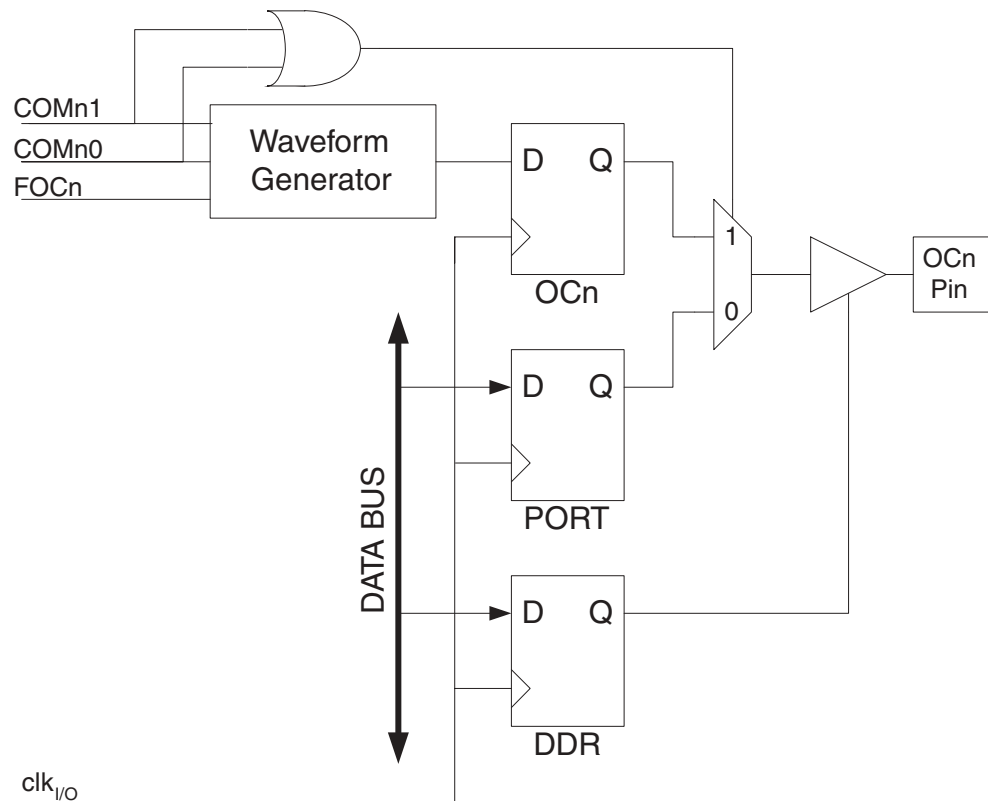 COMn1
COMn0
FOCn
Waveform
Generator
D Q
OCn
1
0
OCn
Pin
D Q
PORT
DATA BUS
D Q
DDR
clkI/O